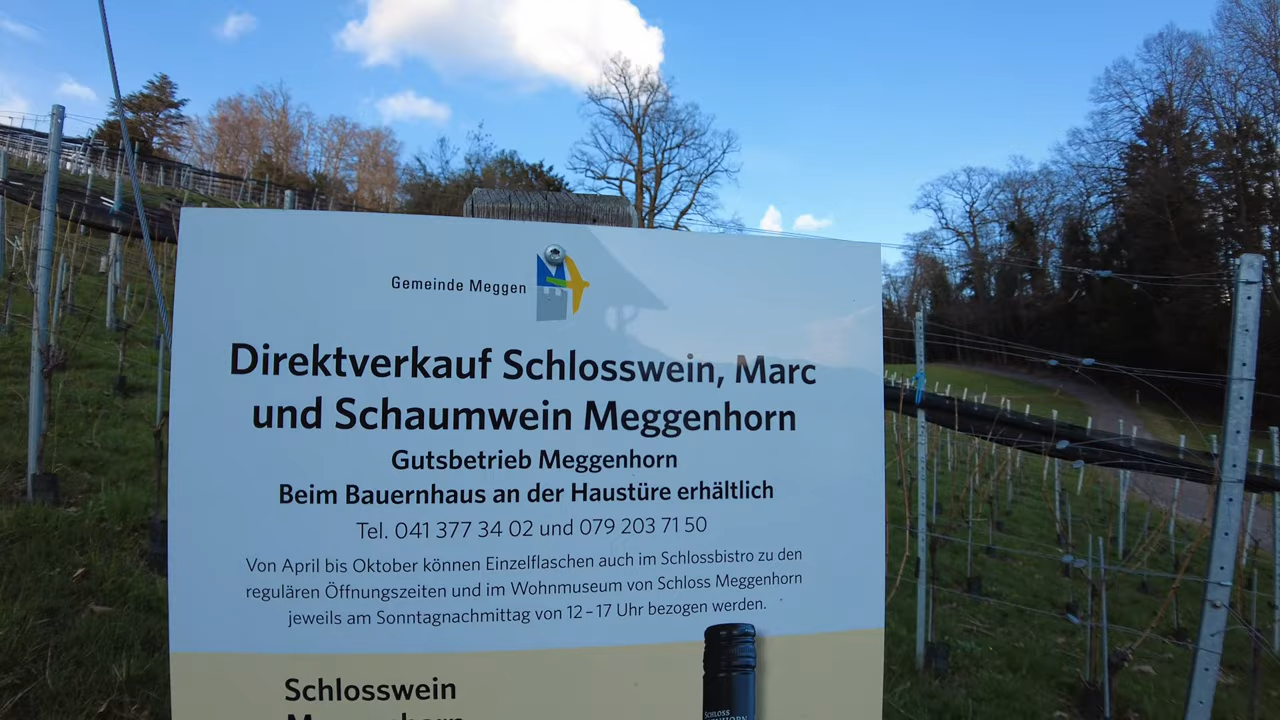 Gemeinde Meggen
Direktverkauf Schlosswein, Marc
und Schaumwein Meggenhorn
Gutsbetrieb Meggenhorn
Beim Bauernhaus an der Haustüre erhältlich
Tel. 041 377 34 02 und 079 203 71 50
Von April bis Oktober können Einzelflaschen auch im Schlossbistro zu den
regulären Öffnungszeiten und im Wohnmuseum von Schloss Meggenhorn
jeweils am Sonntagnachmittag von 12 – 17 Uhr bezogen werden.
Schlosswein
SCHLOSS